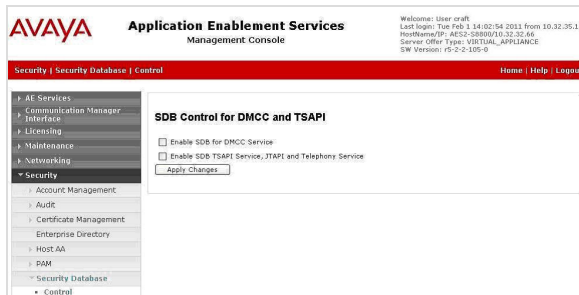 AVAYA
Application Enablement Services
Management Console
Welcome: User craft
Last login: Tue Feb 1 14:02:54 2011 from 10.32.35.1
HostName/IP: AES2-S8800/10.32.32.66
Server Offer Type: VIRTUAL_APPLIANCE
SW Version: r5-2-2-105-0
Security | Security Database | Control
Home | Help | Logou
AE Services
Communication Manager
Interface
Licensing
Maintenance
Networking
Security
Account Management
Audit
Certificate Management
Enterprise Directory
Host AA
PAM
Security Database
Control
SDB Control for DMCC and TSAPI
Enable SDB for DMCC Service
Enable SDB TSAPI Service, JTAPI and Telephony Service
Apply Changes